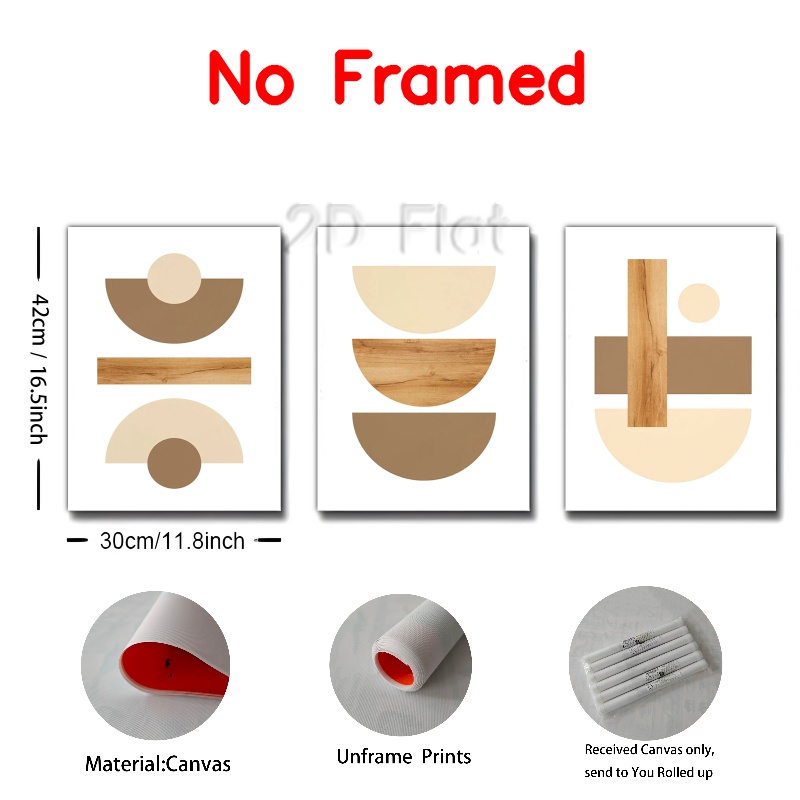 No Framed
2D Flat
42cm / 16.5inch
30cm/11.8inch
Material:Canvas
Unframe Prints
Received Canvas only,
send to You Rolled up